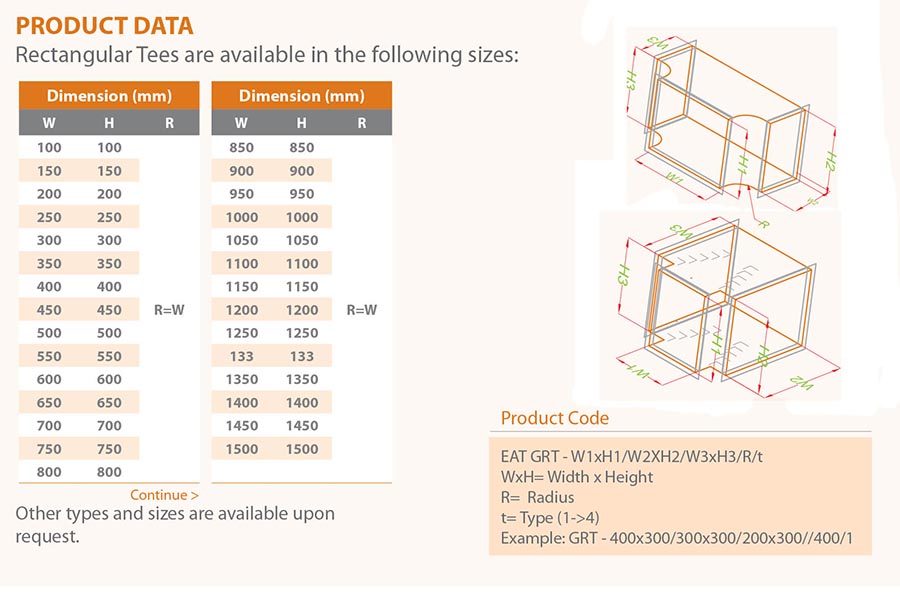 PRODUCT DATA
Rectangular Tees are available in the following sizes:
Dimension (mm)
W H R
100 100
150 150
200 200
250 250
300 300
350 350
400 400
450 450 R=W
500 500
550 550
600 600
650 650
700 700
750 750
800 800
Continue >
Dimension (mm)
W H R
850 850
900 900
950 950
1000 1000
1050 1050
1100 1100
1150 1150
1200 1200 R=W
1250 1250
133 133
1350 1350
1400 1400
1450 1450
1500 1500
Other types and sizes are available upon
request.
W3
H3
H1
H2
W1
R
W3
H3
H1
H2
W1
W2
Product Code
EAT GRT - W1xH1/W2XH2/W3xH3/R/t
WxH= Width x Height
R= Radius
t= Type (1->4)
Example: GRT - 400x300/300x300/200x300//400/1